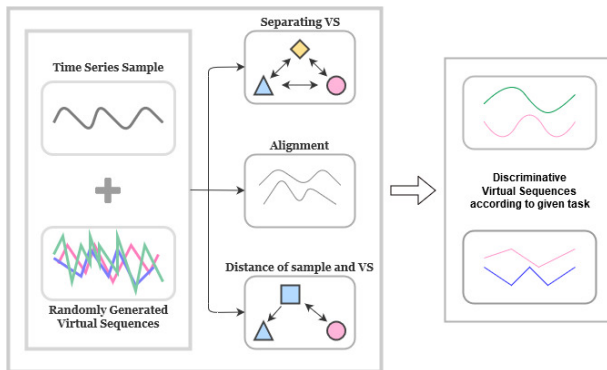 Time Series Sample
Randomly Generated
Virtual Sequences
Separating VS
Alignment
Distance of sample and VS
Discriminative
Virtual Sequences
according to given task